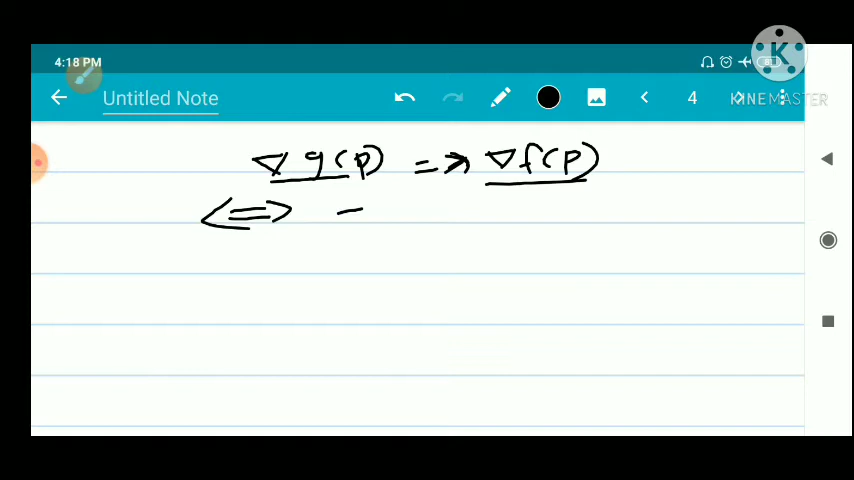 4:18 PM
Untitled Note
4
KINEMASTER
∇ g(p) = ∇ f(p)
⇔ –